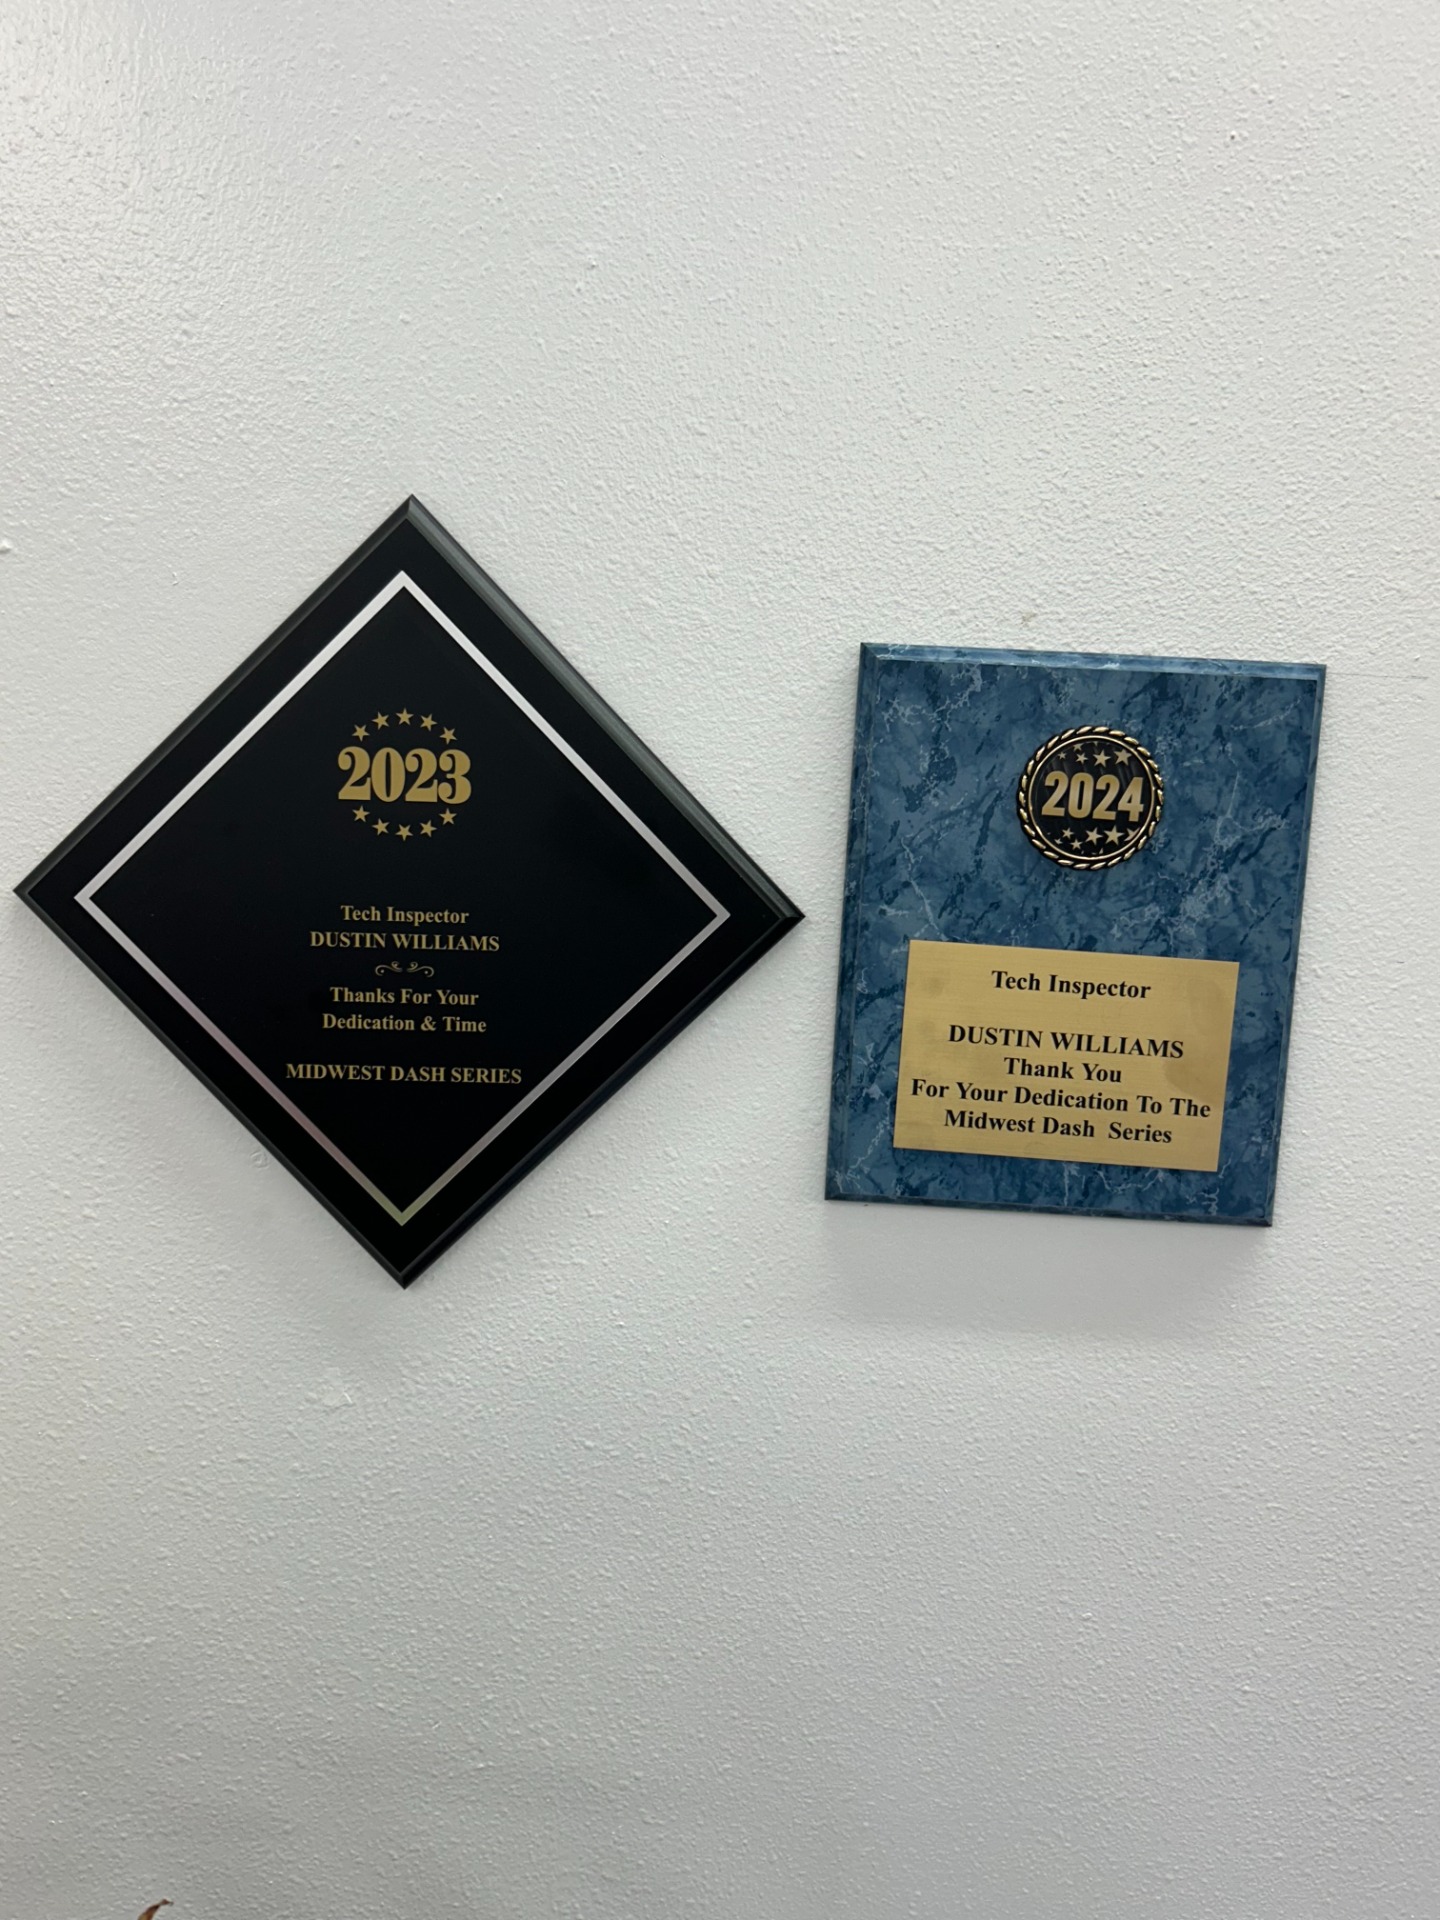 2023
Tech Inspector
DUSTIN WILLIAMS
Thanks For Your
Dedication & Time
MIDWEST DASH SERIES
2024
Tech Inspector
DUSTIN WILLIAMS
Thank You
For Your Dedication To The
Midwest Dash Series